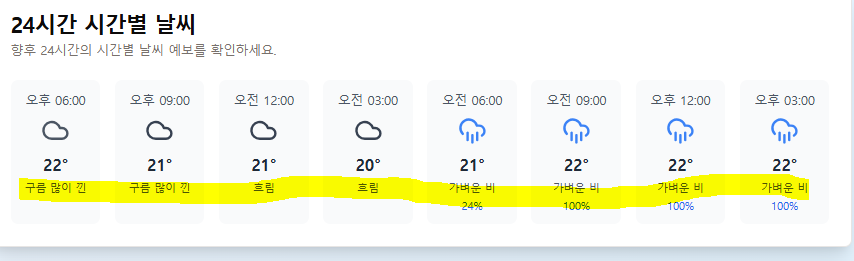 24시간 시간별 날씨
향후 24시간의 시간별 날씨 예보를 확인하세요.
오후 06:00 오후 09:00 오전 12:00 오전 03:00 오전 06:00 오전 09:00 오후 12:00 오후 03:00
22° 21° 21° 20° 21° 22° 22° 22°
구름 많이 낀 구름 많이 낀 흐림 흐림 가벼운 비 가벼운 비 가벼운 비 가벼운 비
24% 100% 100% 100%